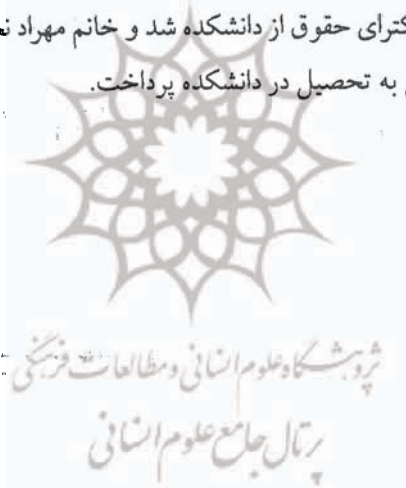 کترای حقوق از دانشکده شد و خانم مهراد
به تحصیل در دانشکده پرداخت.
پژوهشگاه علوم انسانی و مطالعات فرهنگی
پرتال جامع علوم انسانی